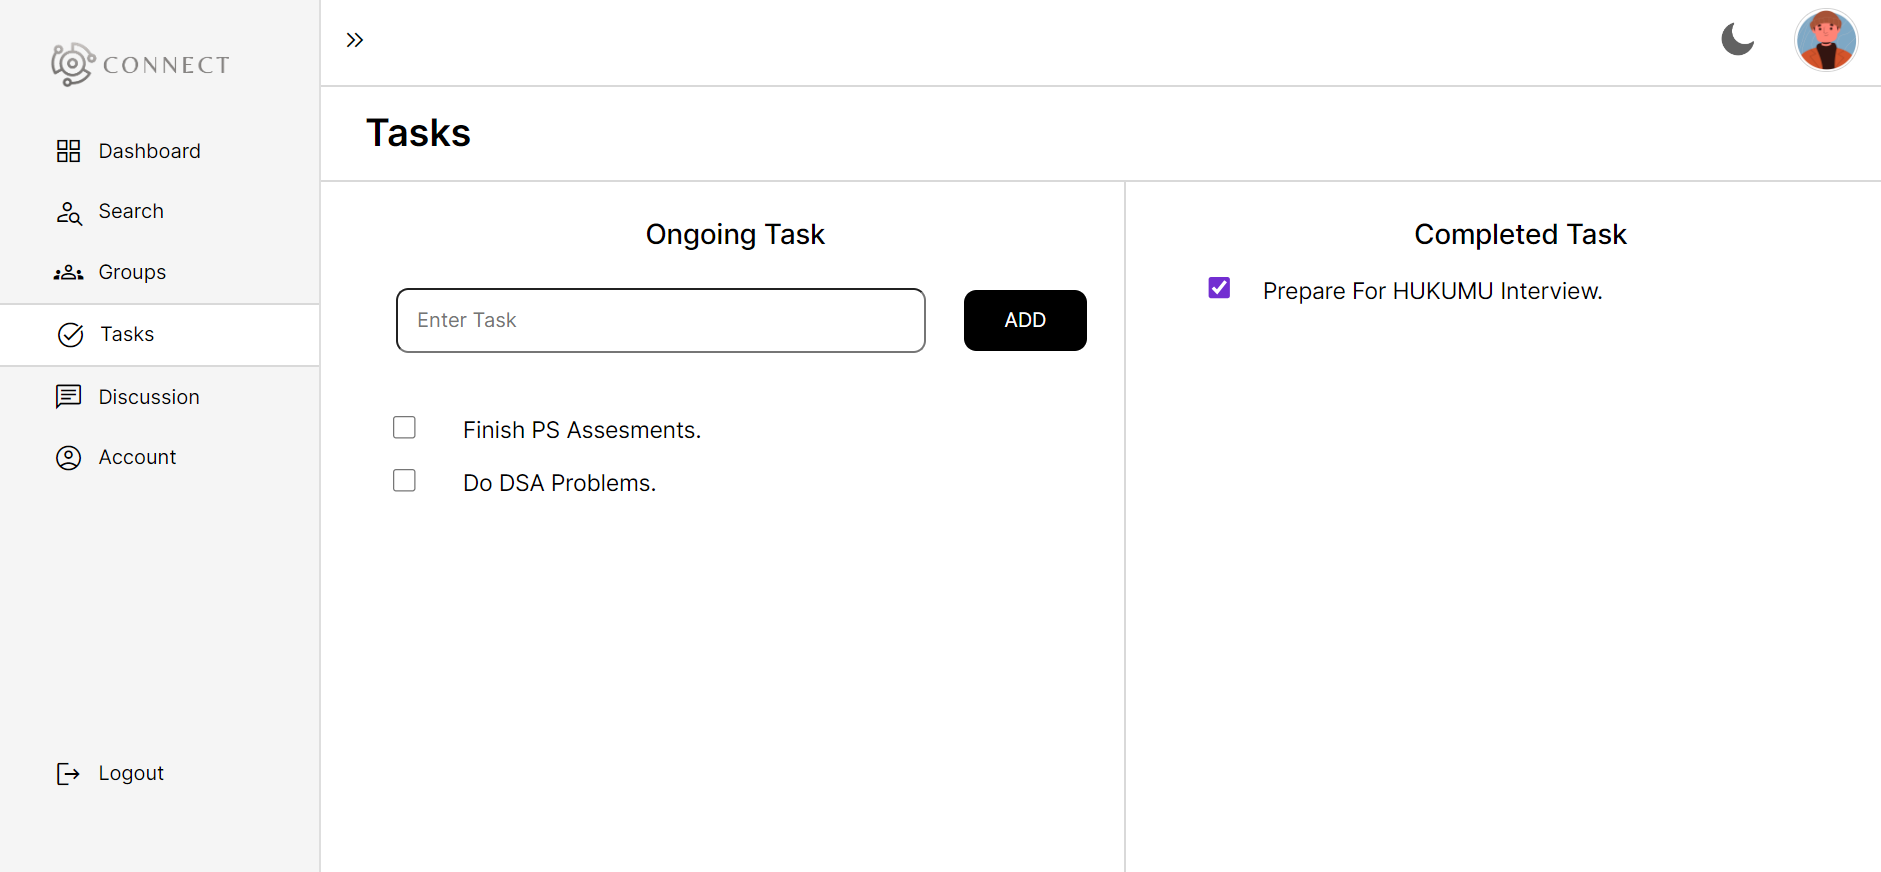 CONNECT
Dashboard
Search
Groups
Tasks
Discussion
Account
Logout
Tasks
Ongoing Task
Enter Task
ADD
Finish PS Assesments.
Do DSA Problems.
Completed Task
Prepare For HUKUMU Interview.